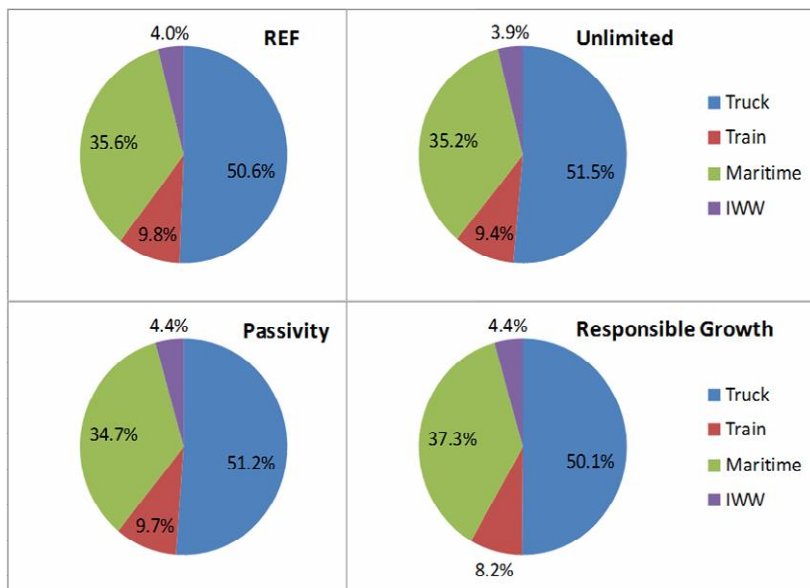 REF
4.0%
35.6%
50.6%
9.8%
Unlimited
3.9%
35.2%
51.5%
9.4%
Truck
Train
Maritime
IWW
Passivity
4.4%
34.7%
51.2%
9.7%
Responsible Growth
4.4%
37.3%
50.1%
8.2%
Truck
Train
Maritime
IWW